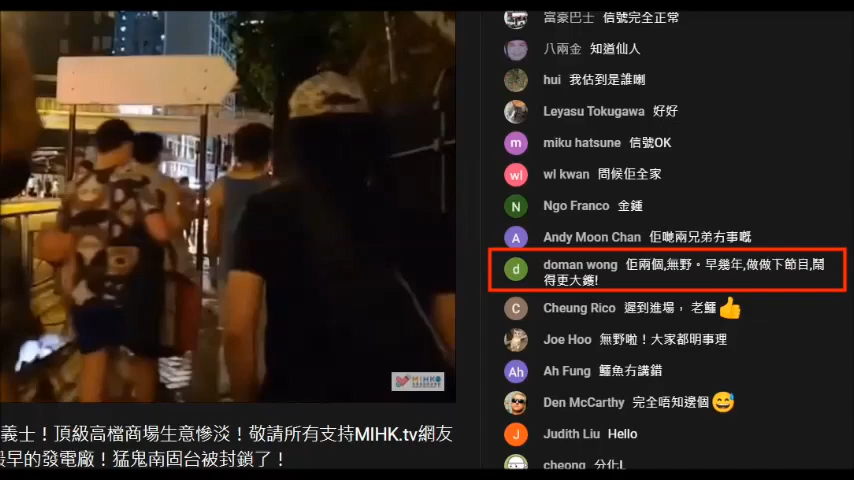 富豪巴士 信號完全正常
八兩金 知道仙人
hui 我估到是誰喇
Leyasu Tokugawa 好好
miku hatsune 信號OK
wl kwan 問候佢全家
Ngo Franco 金鍾
Andy Moon Chan 佢哋兩兄弟冇事嘅
doman wong 佢兩個,無野。早幾年,做做下節目,鬧
得更大鑊!
Cheung Rico 遲到進場， 老鱷👍
Joe Hoo 無野啦！大家都明事理
Ah Fung 鱷魚冇講錯
Den McCarthy 完全唔知邊個😅
Judith Liu Hello
cheong 分化L
MIHK
義士！頂級高檔商場生意慘淡！敬請所有支持MIHK.tv網友
最早的發電廠！猛鬼南固台被封鎖了！